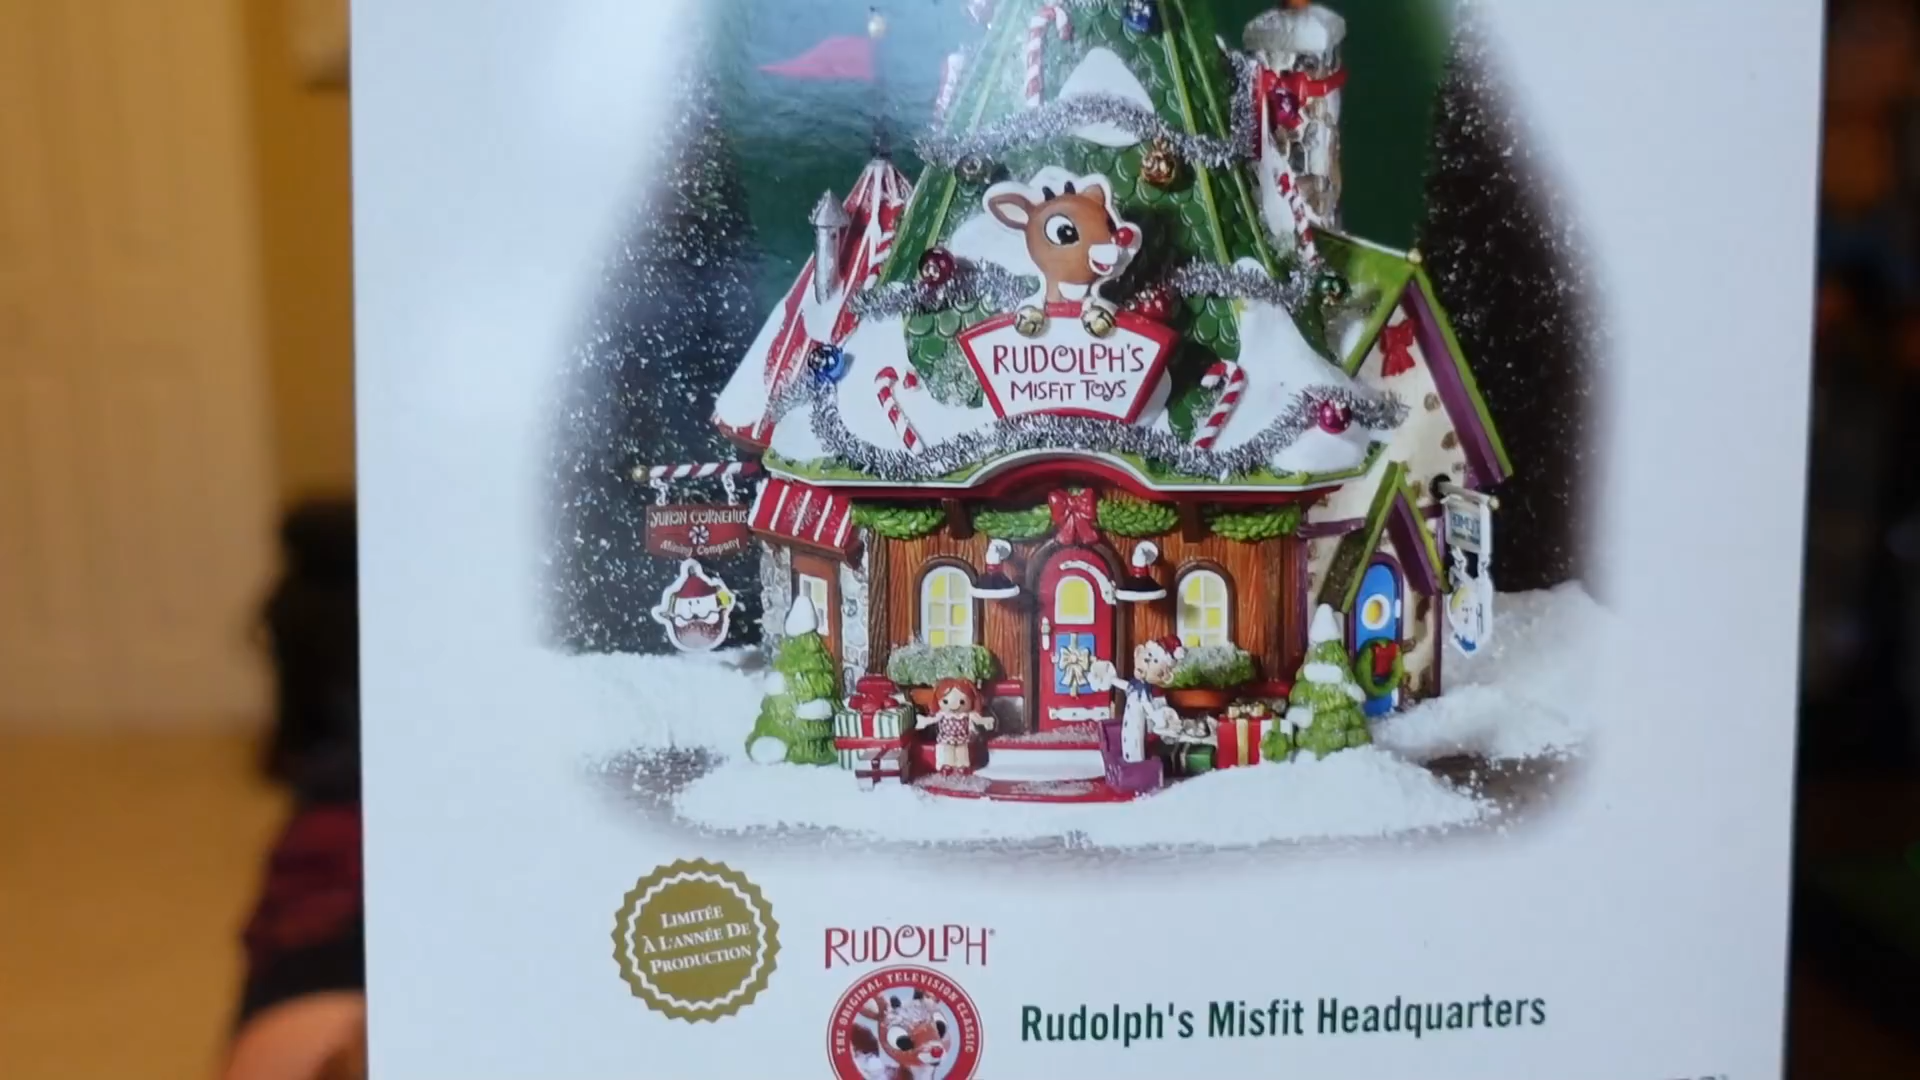 RUDOLPH'S
MISFIT TOYS
YUKON CORNELIUS
Mining Company
LIMITÉE
À L'ANNÉE DE
PRODUCTION
RUDOLPH®
THE ORIGINAL TELEVISION CLASSIC
Rudolph's Misfit Headquarters